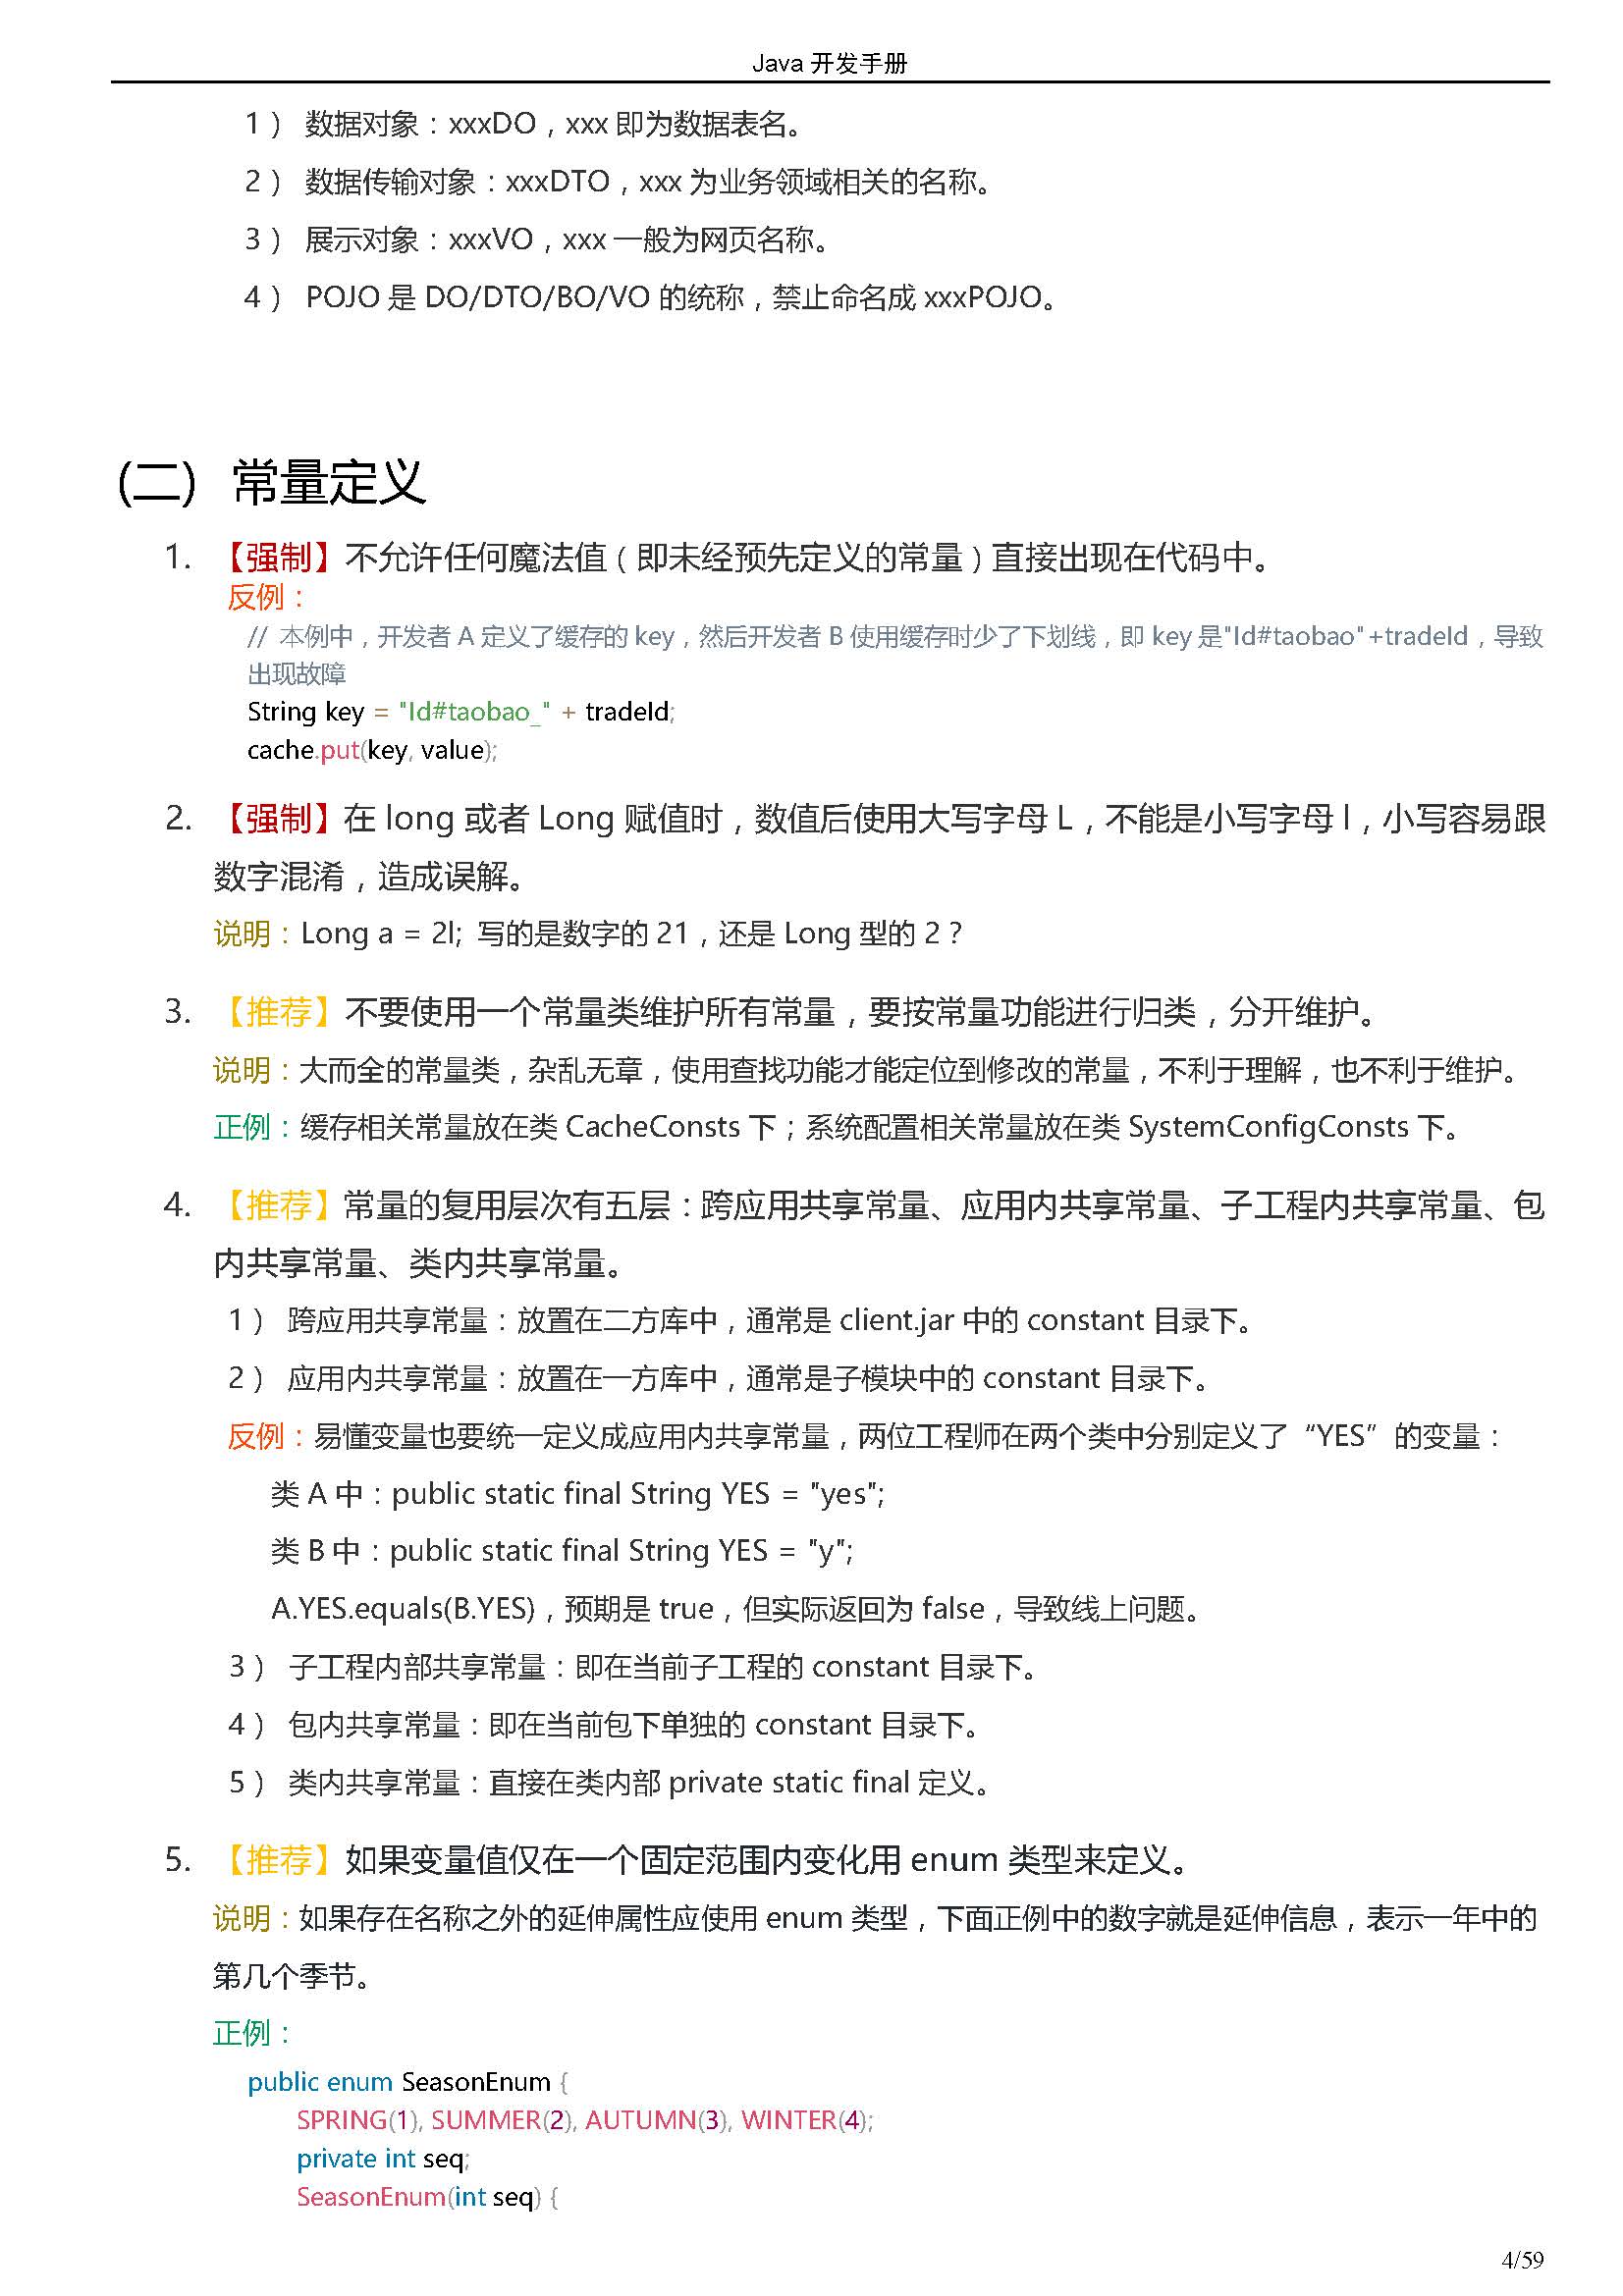 Java 开发手册
1） 数据对象：xxxDO，xxx 即为数据表名。
2） 数据传输对象：xxxDTO，xxx 为业务领域相关的名称。
3） 展示对象：xxxVO，xxx 一般为网页名称。
4） POJO 是 DO/DTO/BO/VO 的统称，禁止命名成 xxxPOJO。
(二) 常量定义
1. 【强制】不允许任何魔法值（即未经预先定义的常量）直接出现在代码中。
反例：
// 本例中，开发者 A 定义了缓存的 key，然后开发者 B 使用缓存时少了下划线，即 key 是"Id#taobao"+tradeId，导致
出现故障
String key = "Id#taobao_" + tradeId;
cache.put(key, value);
2. 【强制】在 long 或者 Long 赋值时，数值后使用大写字母 L，不能是小写字母 l，小写容易跟
数字混淆，造成误解。
说明：Long a = 2l; 写的是数字的 21，还是 Long 型的 2？
3. 【推荐】不要使用一个常量类维护所有常量，要按常量功能进行归类，分开维护。
说明：大而全的常量类，杂乱无章，使用查找功能才能定位到修改的常量，不利于理解，也不利于维护。
正例：缓存相关常量放在类 CacheConsts 下；系统配置相关常量放在类 SystemConfigConsts 下。
4. 【推荐】常量的复用层次有五层：跨应用共享常量、应用内共享常量、子工程内共享常量、包
内共享常量、类内共享常量。
1） 跨应用共享常量：放置在二方库中，通常是 client.jar 中的 constant 目录下。
2） 应用内共享常量：放置在一方库中，通常是子模块中的 constant 目录下。
反例：易懂变量也要统一定义成应用内共享常量，两位工程师在两个类中分别定义了“YES”的变量：
类 A 中：public static final String YES = "yes";
类 B 中：public static final String YES = "y";
A.YES.equals(B.YES)，预期是 true，但实际返回为 false，导致线上问题。
3） 子工程内部共享常量：即在当前子工程的 constant 目录下。
4） 包内共享常量：即在当前包下单独的 constant 目录下。
5） 类内共享常量：直接在类内部 private static final 定义。
5. 【推荐】如果变量值仅在一个固定范围内变化用 enum 类型来定义。
说明：如果存在名称之外的延伸属性应使用 enum 类型，下面正例中的数字就是延伸信息，表示一年中的
第几个季节。
正例：
public enum SeasonEnum {
SPRING(1), SUMMER(2), AUTUMN(3), WINTER(4);
private int seq;
SeasonEnum(int seq) {
4/59